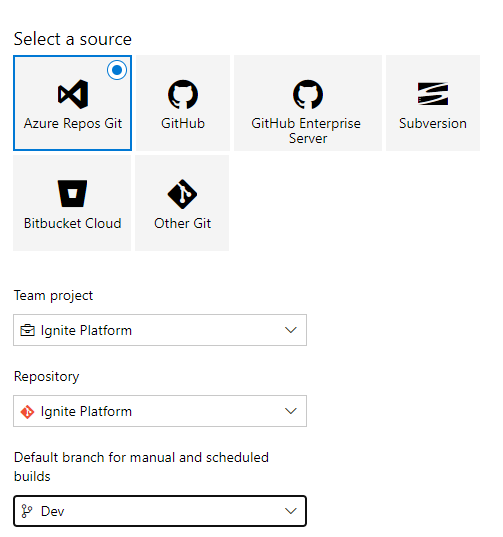 Select a source
Azure Repos Git
GitHub
GitHub Enterprise
Server
Subversion
Bitbucket Cloud
Other Git
Team project
Ignite Platform
Repository
Ignite Platform
Default branch for manual and scheduled
builds
Dev